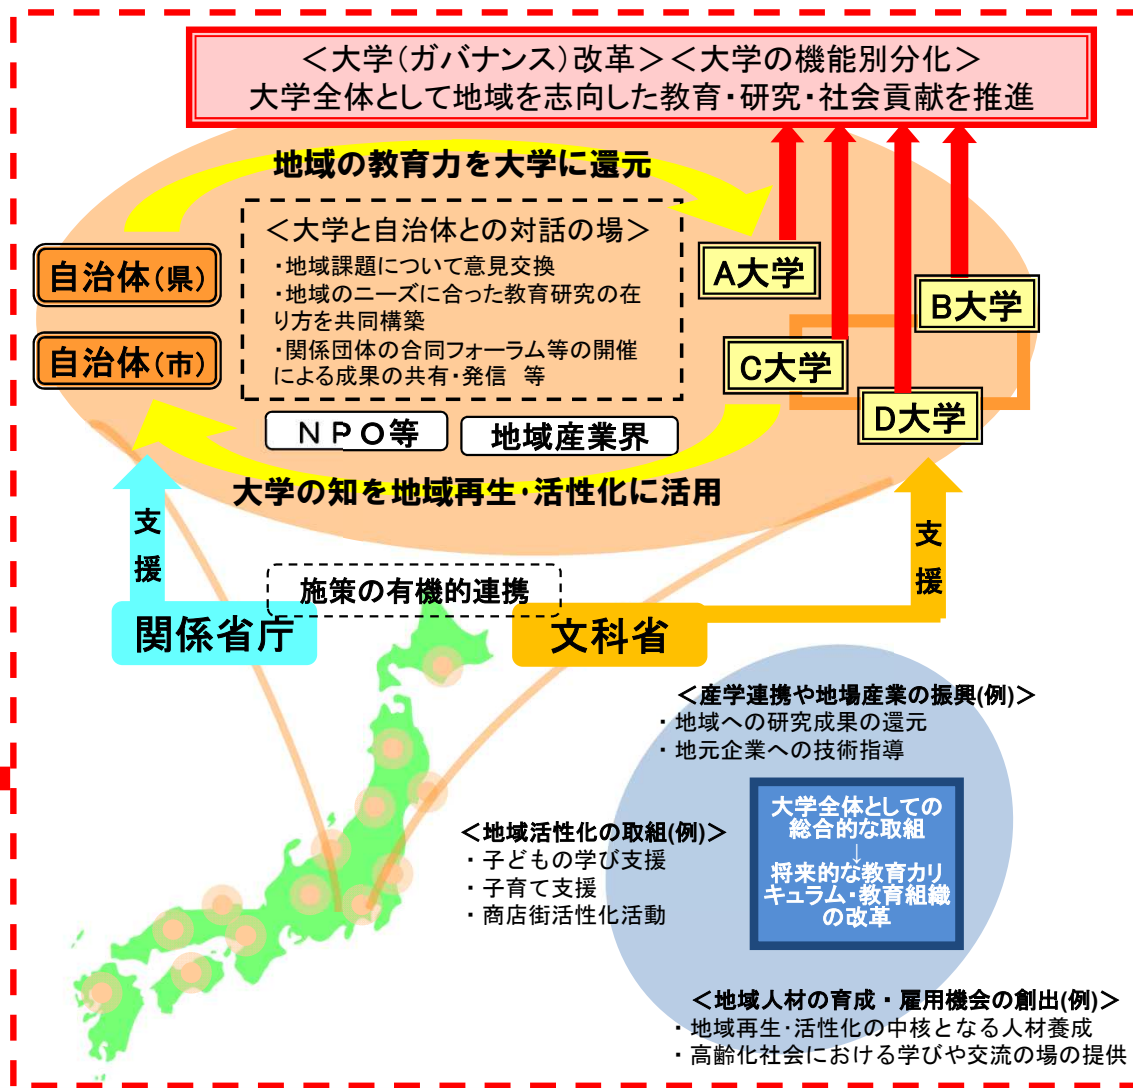 ＜大学（ガバナンス）改革＞＜大学の機能別分化＞
大学全体として地域を志向した教育・研究・社会貢献を推進
地域の教育力を大学に還元
＜大学と自治体との対話の場＞
・地域課題について意見交換
・地域のニーズに合った教育研究の在
り方を共同構築
・関係団体の合同フォーラム等の開催
による成果の共有・発信　等
自治体（県）
自治体（市）
A大学
B大学
C大学
D大学
ＮＰＯ等
地域産業界
大学の知を地域再生・活性化に活用
支援
支援
施策の有機的連携
関係省庁
文科省
＜産学連携や地場産業の振興(例)＞
・地域への研究成果の還元
・地元企業への技術指導
大学全体としての
総合的な取組
↓
将来的な教育カリ
キュラム・教育組織
の改革
＜地域活性化の取組(例)＞
・子どもの学び支援
・子育て支援
・商店街活性化活動
＜地域人材の育成・雇用機会の創出(例)＞
・地域再生・活性化の中核となる人材養成
・高齢化社会における学びや交流の場の提供